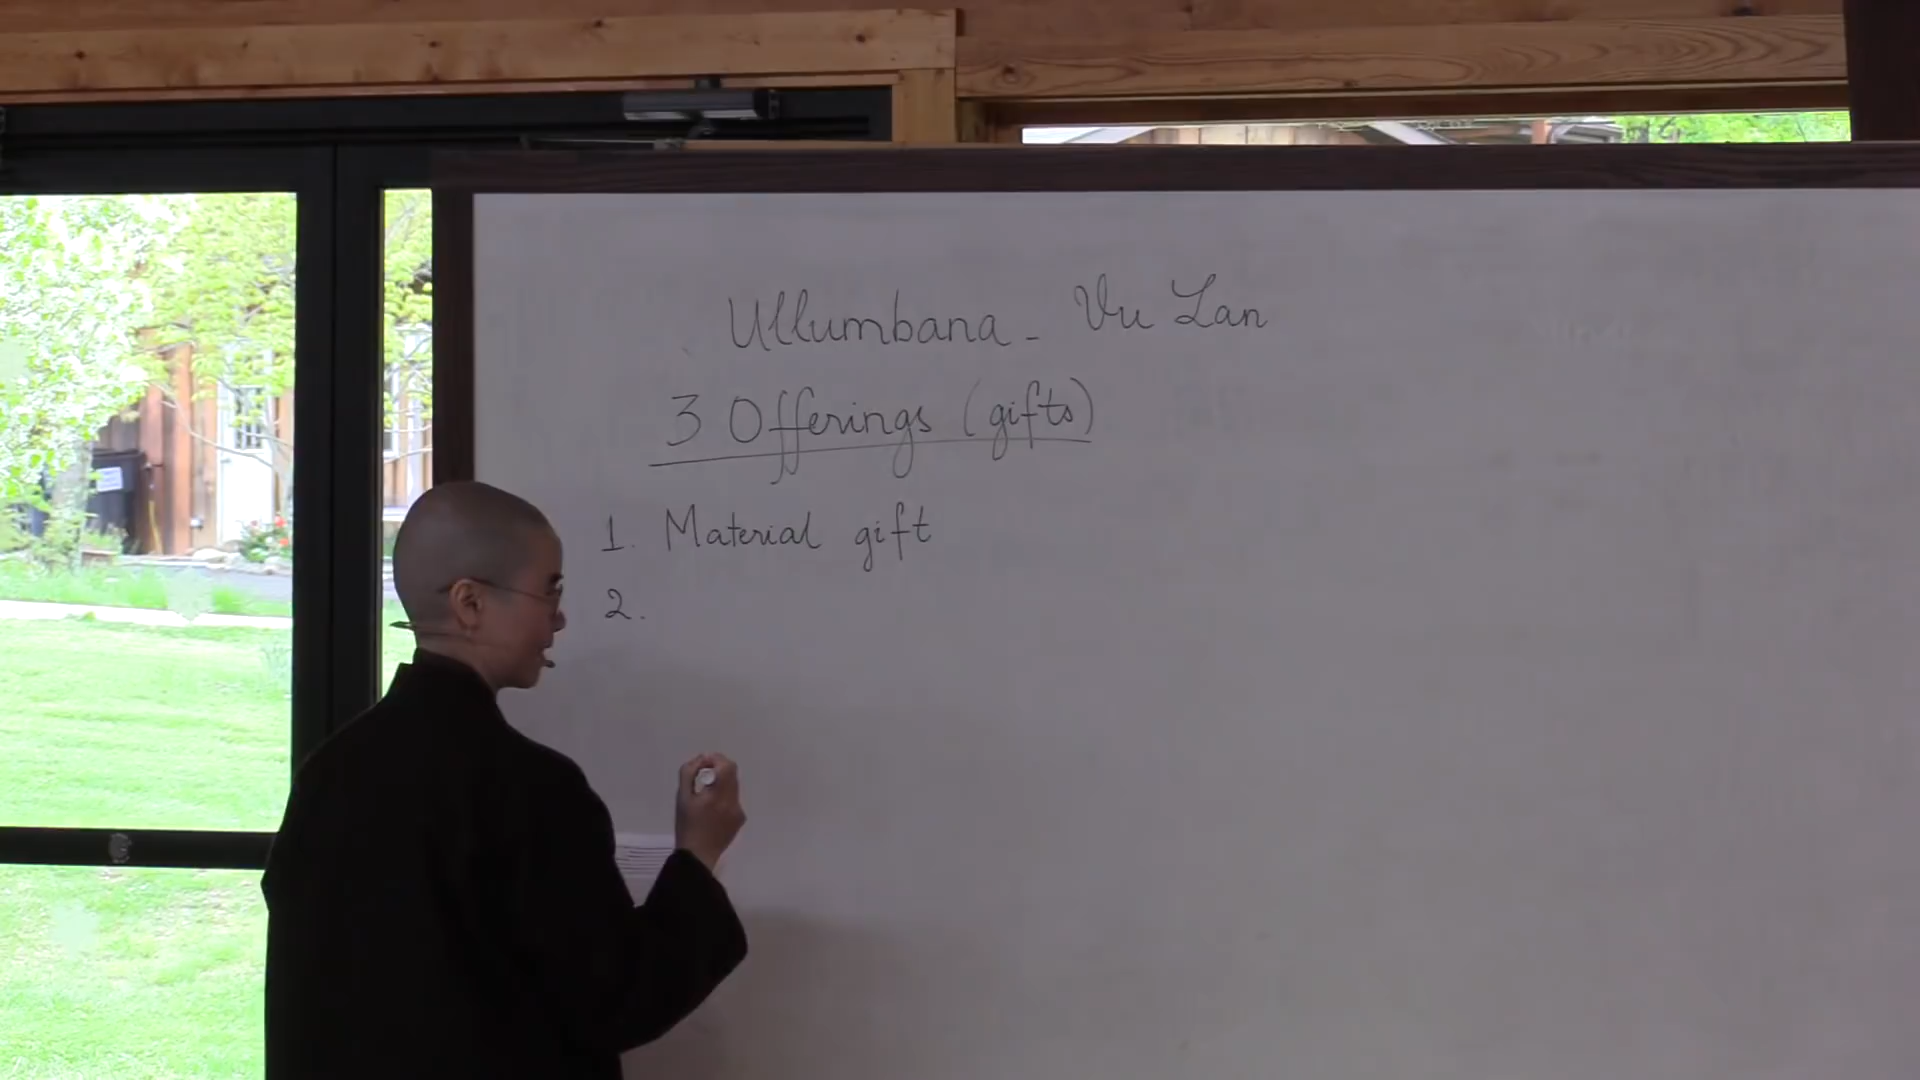 Ullumbana - Vu Lan
3 Offerings (gifts)
1. Material gift
2.